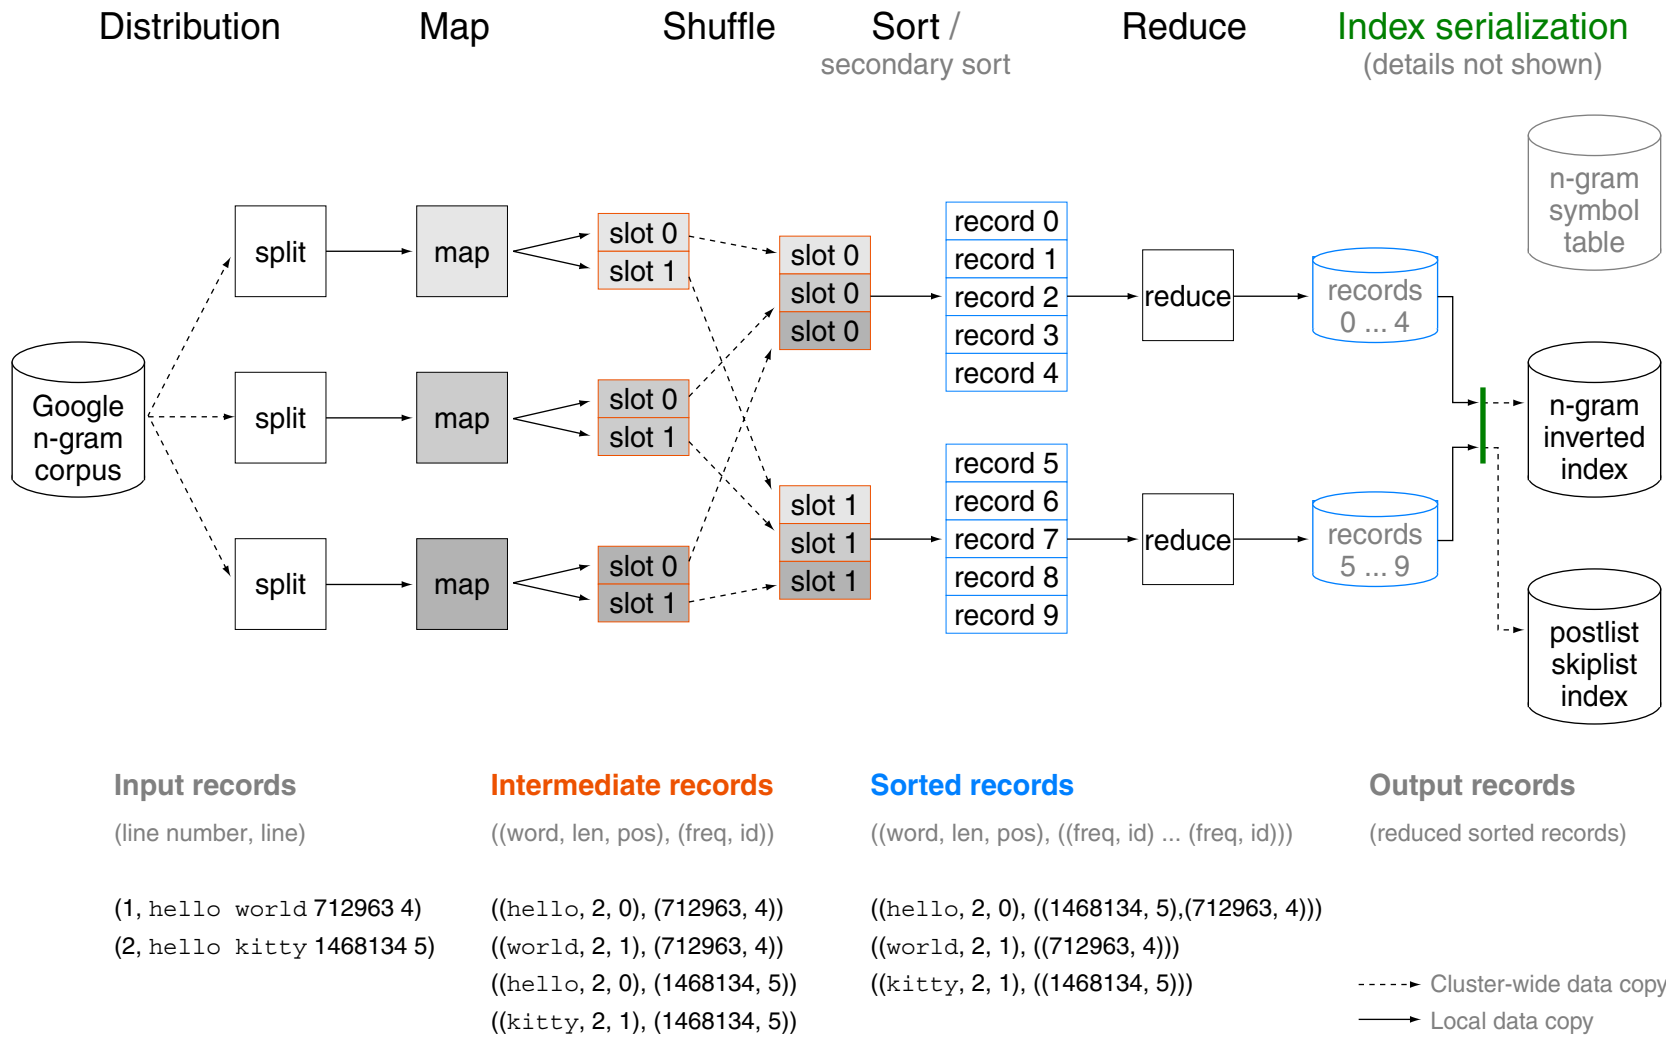 Distribution
Map
Shuffle
Sort /
secondary sort
Reduce
Index serialization
(details not shown)
Google
n-gram
corpus
split
split
split
map
map
map
slot 0
slot 1
slot 0
slot 1
slot 0
slot 1
slot 0
slot 0
slot 0
slot 1
slot 1
slot 1
record 0
record 1
record 2
record 3
record 4
record 5
record 6
record 7
record 8
record 9
reduce
reduce
records
0 ... 4
records
5 ... 9
n-gram
symbol
table
n-gram
inverted
index
postlist
skiplist
index
Input records
(line number, line)
(1, hello world 712963 4)
(2, hello kitty 1468134 5)
Intermediate records
((word, len, pos), (freq, id))
((hello, 2, 0), (712963, 4))
((world, 2, 1), (712963, 4))
((hello, 2, 0), (1468134, 5))
((kitty, 2, 1), (1468134, 5))
Sorted records
((word, len, pos), ((freq, id) ... (freq, id)))
((hello, 2, 0), ((1468134, 5),(712963, 4)))
((world, 2, 1), ((712963, 4)))
((kitty, 2, 1), ((1468134, 5)))
Output records
(reduced sorted records)
Cluster-wide data copy
Local data copy